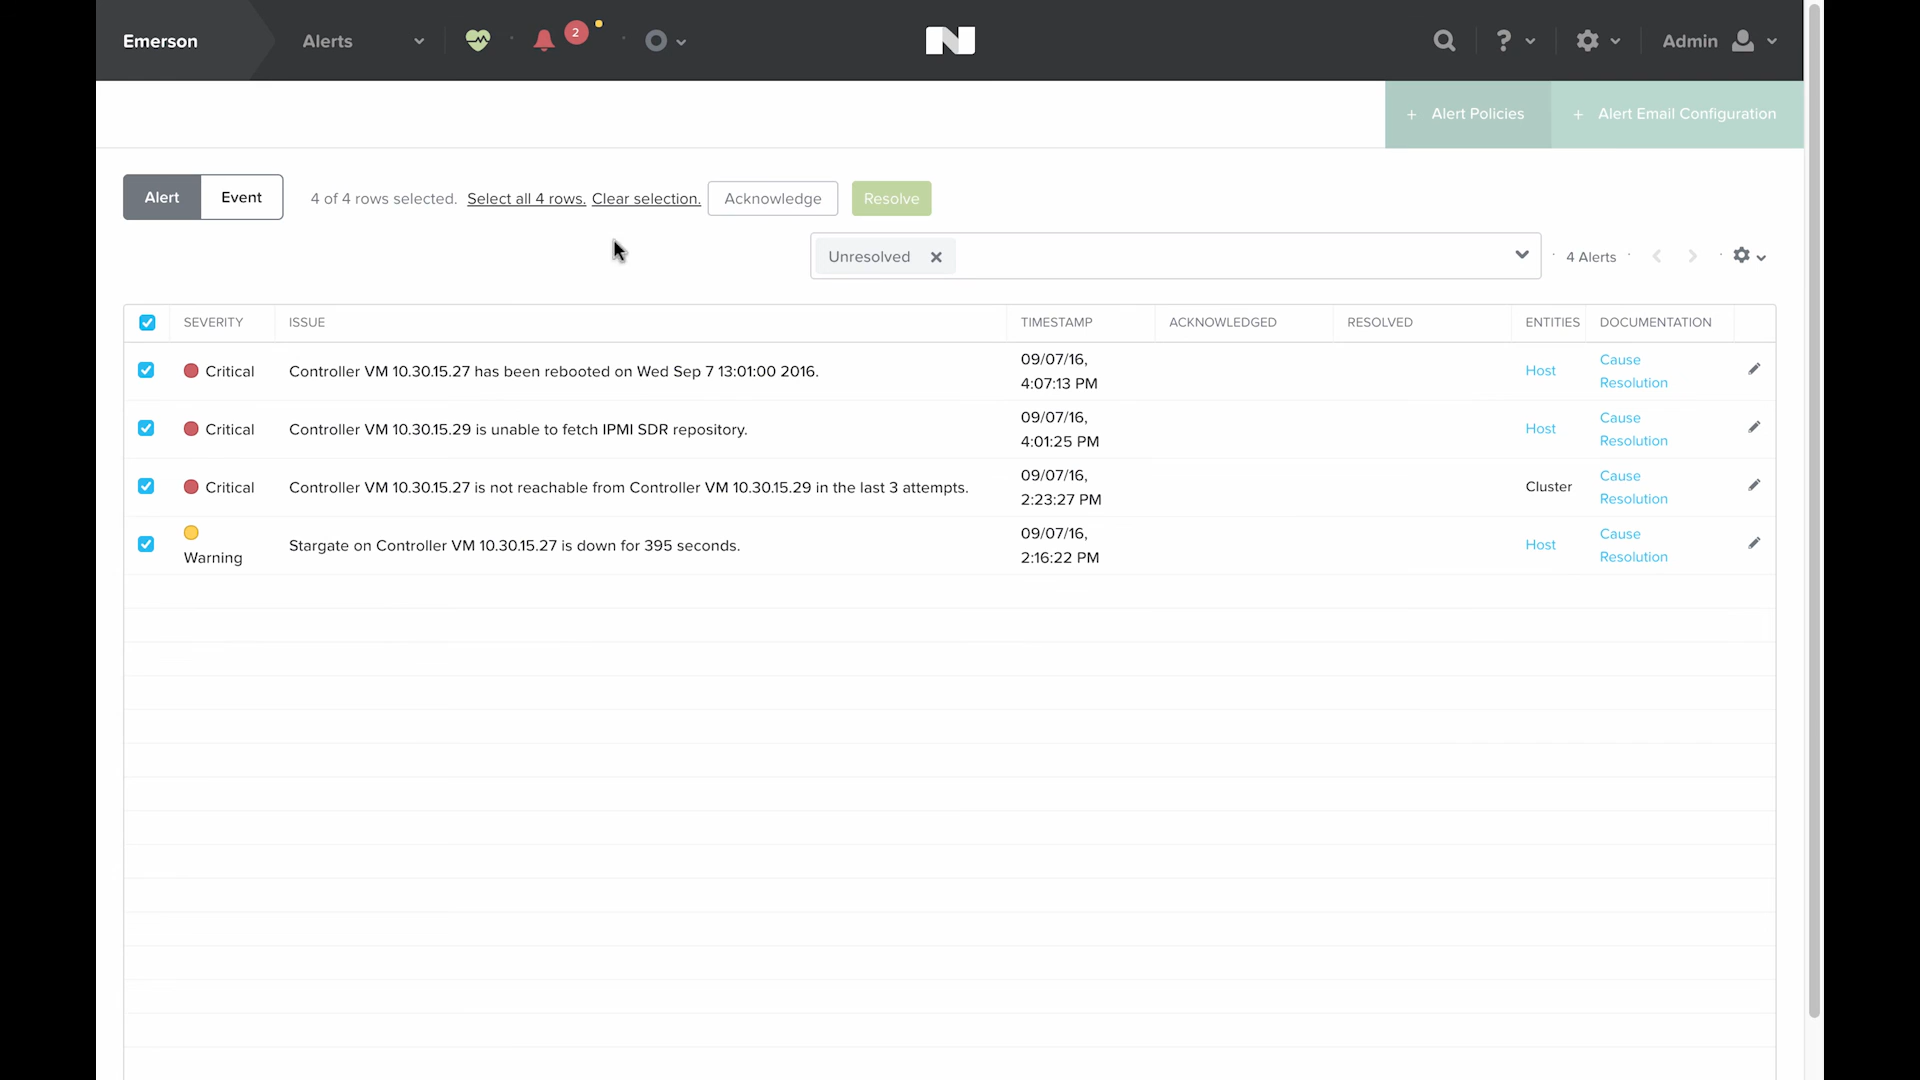 Emerson
Alerts
2
?
Admin
+ Alert Policies
+ Alert Email Configuration
Alert
Event
4 of 4 rows selected. Select all 4 rows. Clear selection.
Acknowledge
Resolve
Unresolved
4 Alerts
SEVERITY
ISSUE
TIMESTAMP
ACKNOWLEDGED
RESOLVED
ENTITIES
DOCUMENTATION
Critical
Controller VM 10.30.15.27 has been rebooted on Wed Sep 7 13:01:00 2016.
09/07/16,
4:07:13 PM
Host
Cause
Resolution
Critical
Controller VM 10.30.15.29 is unable to fetch IPMI SDR repository.
09/07/16,
4:01:25 PM
Host
Cause
Resolution
Critical
Controller VM 10.30.15.27 is not reachable from Controller VM 10.30.15.29 in the last 3 attempts.
09/07/16,
2:23:27 PM
Cluster
Cause
Resolution
Warning
Stargate on Controller VM 10.30.15.27 is down for 395 seconds.
09/07/16,
2:16:22 PM
Host
Cause
Resolution